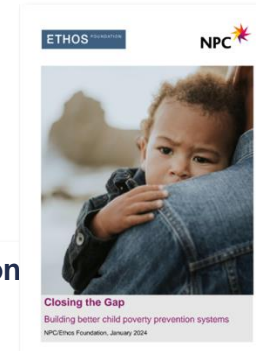 ETHOS FOUNDATION
NPC
on
Closing the Gap
Building better child poverty prevention systems
NPC/Ethos Foundation, January 2024